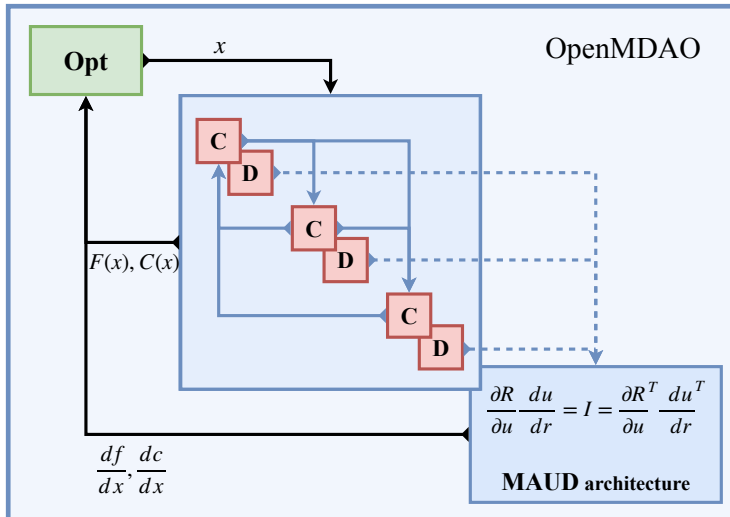 OpenMDAO
Opt
x
C
D
C
D
F(x), C(x)
C
D
∂R/∂u du/dr = I = ∂R/∂u^T du/dr^T
df/dx, dc/dx
MAUD architecture